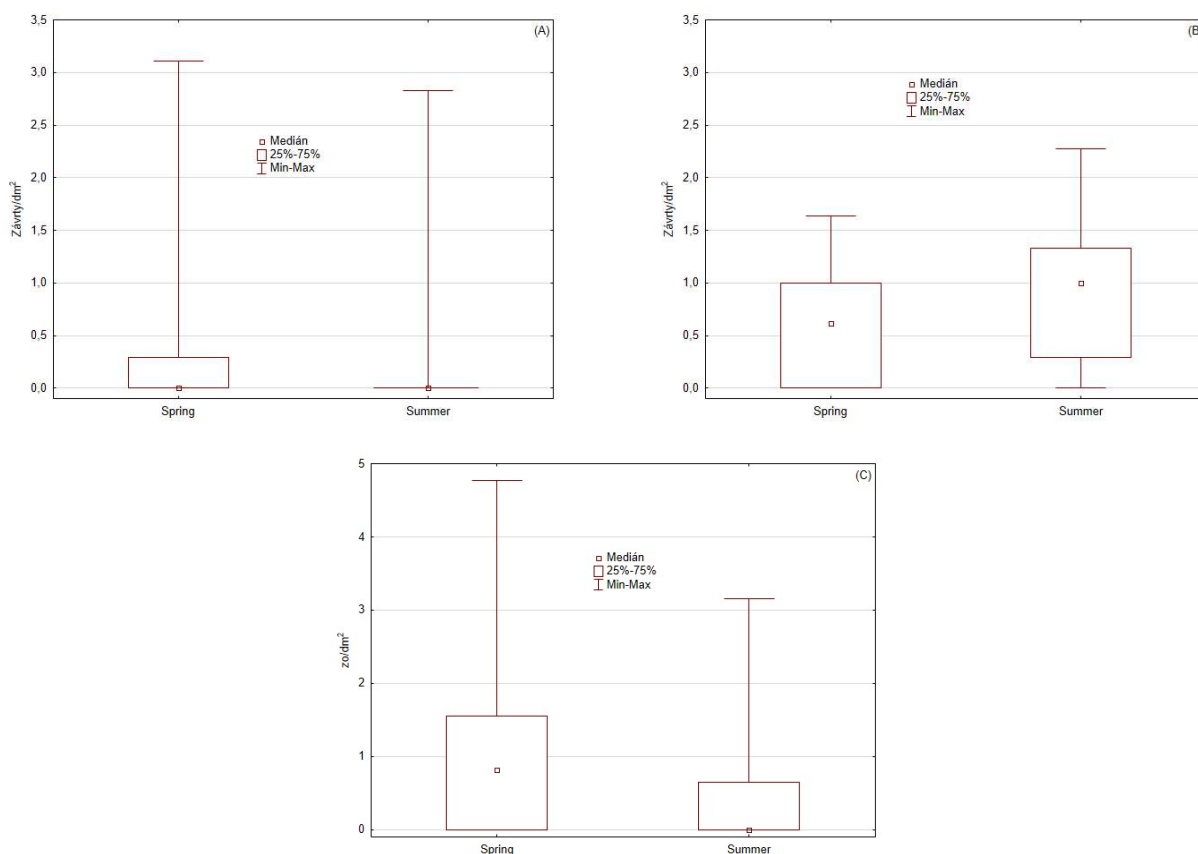 (A)
3,5
3,0
2,5
2,0
1,5
1,0
0,5
0,0
Závrty/dm²
Medián
25%-75%
Min-Max
Spring
Summer
(B)
3,5
3,0
2,5
2,0
1,5
1,0
0,5
0,0
Závrty/dm²
Medián
25%-75%
Min-Max
Spring
Summer
(C)
5
4
3
2
1
0
zo/dm²
Medián
25%-75%
Min-Max
Spring
Summer